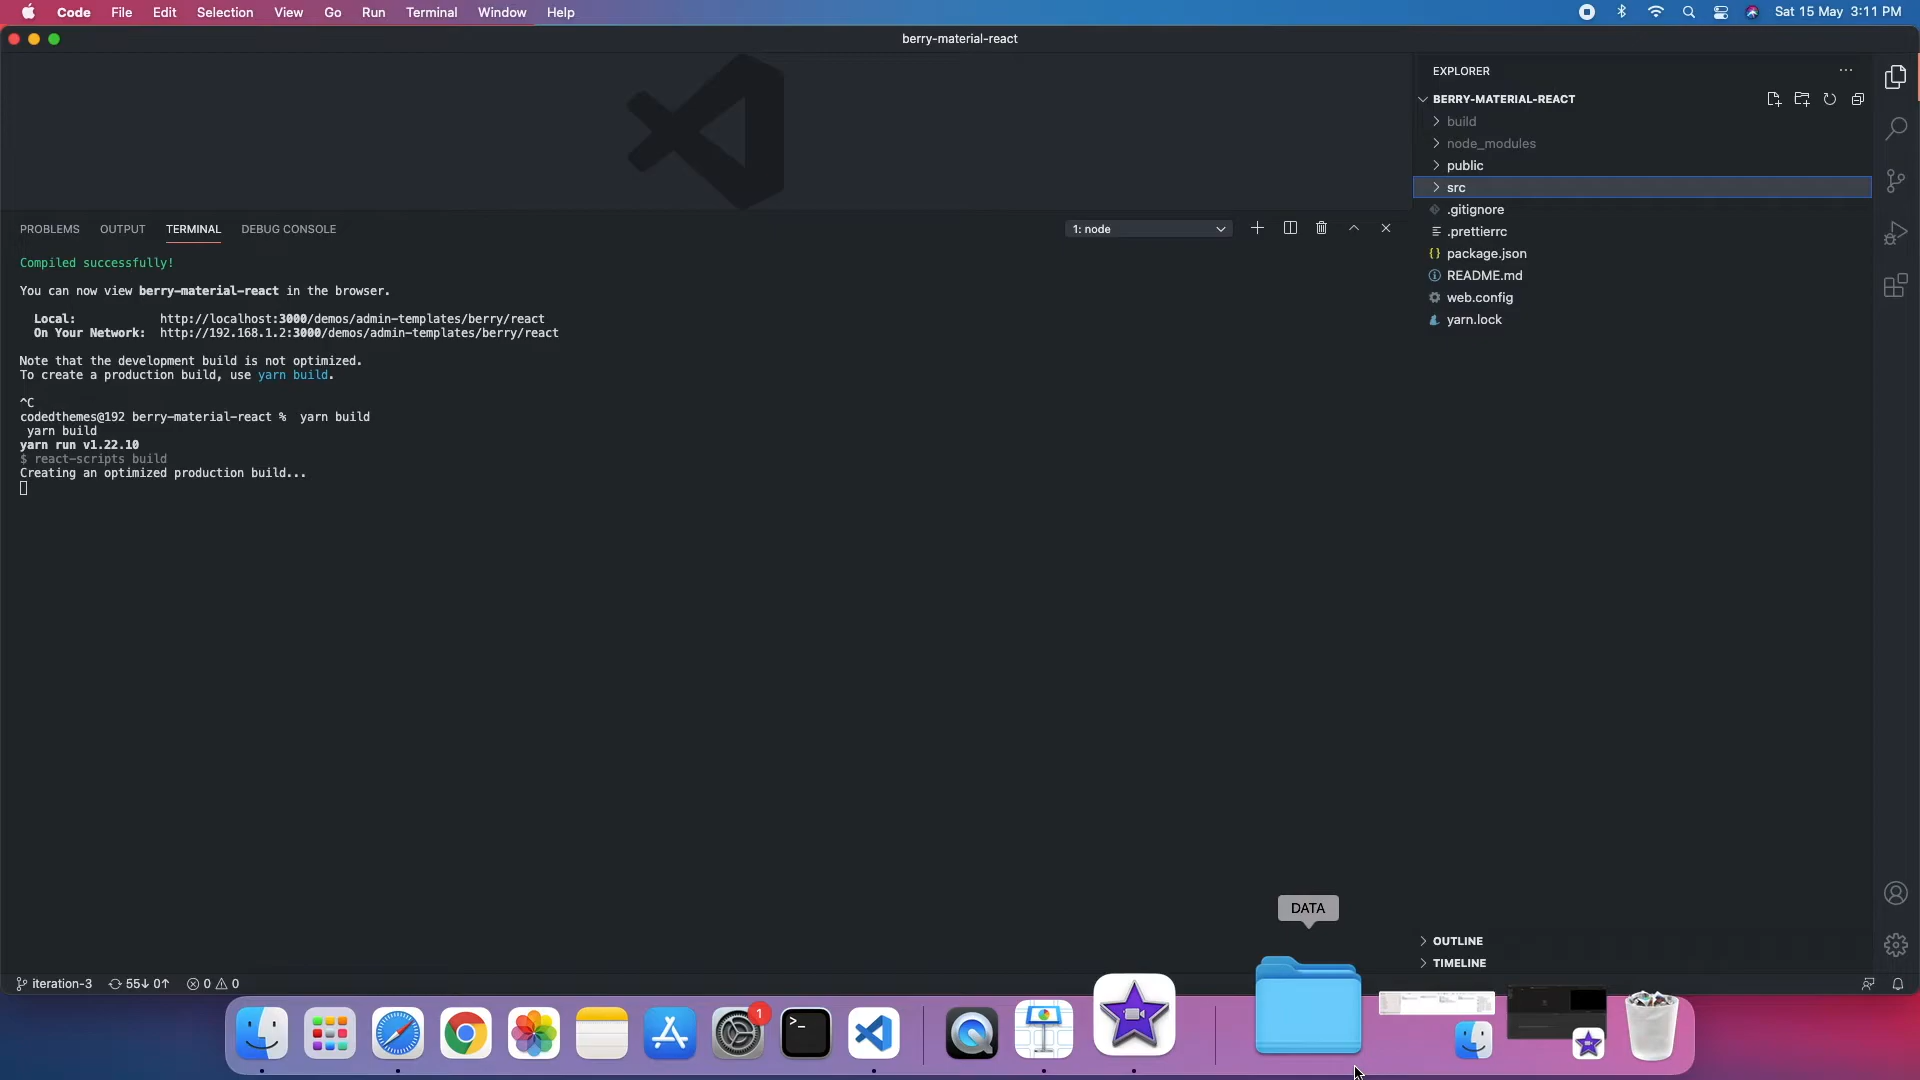 Code File Edit Selection View Go Run Terminal Window Help
Sat 15 May 3:11 PM
berry-material-react
PROBLEMS OUTPUT TERMINAL DEBUG CONSOLE
1: node
Compiled successfully!
You can now view berry-material-react in the browser.
Local: http://localhost:3000/demos/admin-templates/berry/react
On Your Network: http://192.168.1.2:3000/demos/admin-templates/berry/react
Note that the development build is not optimized.
To create a production build, use yarn build.
^C
codedthemes@192 berry-material-react % yarn build
yarn build
yarn run v1.22.10
$ react-scripts build
Creating an optimized production build...
EXPLORER
BERRY-MATERIAL-REACT
build
node_modules
public
src
.gitignore
.prettierrc
package.json
README.md
web.config
yarn.lock
OUTLINE
TIMELINE
DATA
iteration-3 55↓ 0↑ 0 0
1